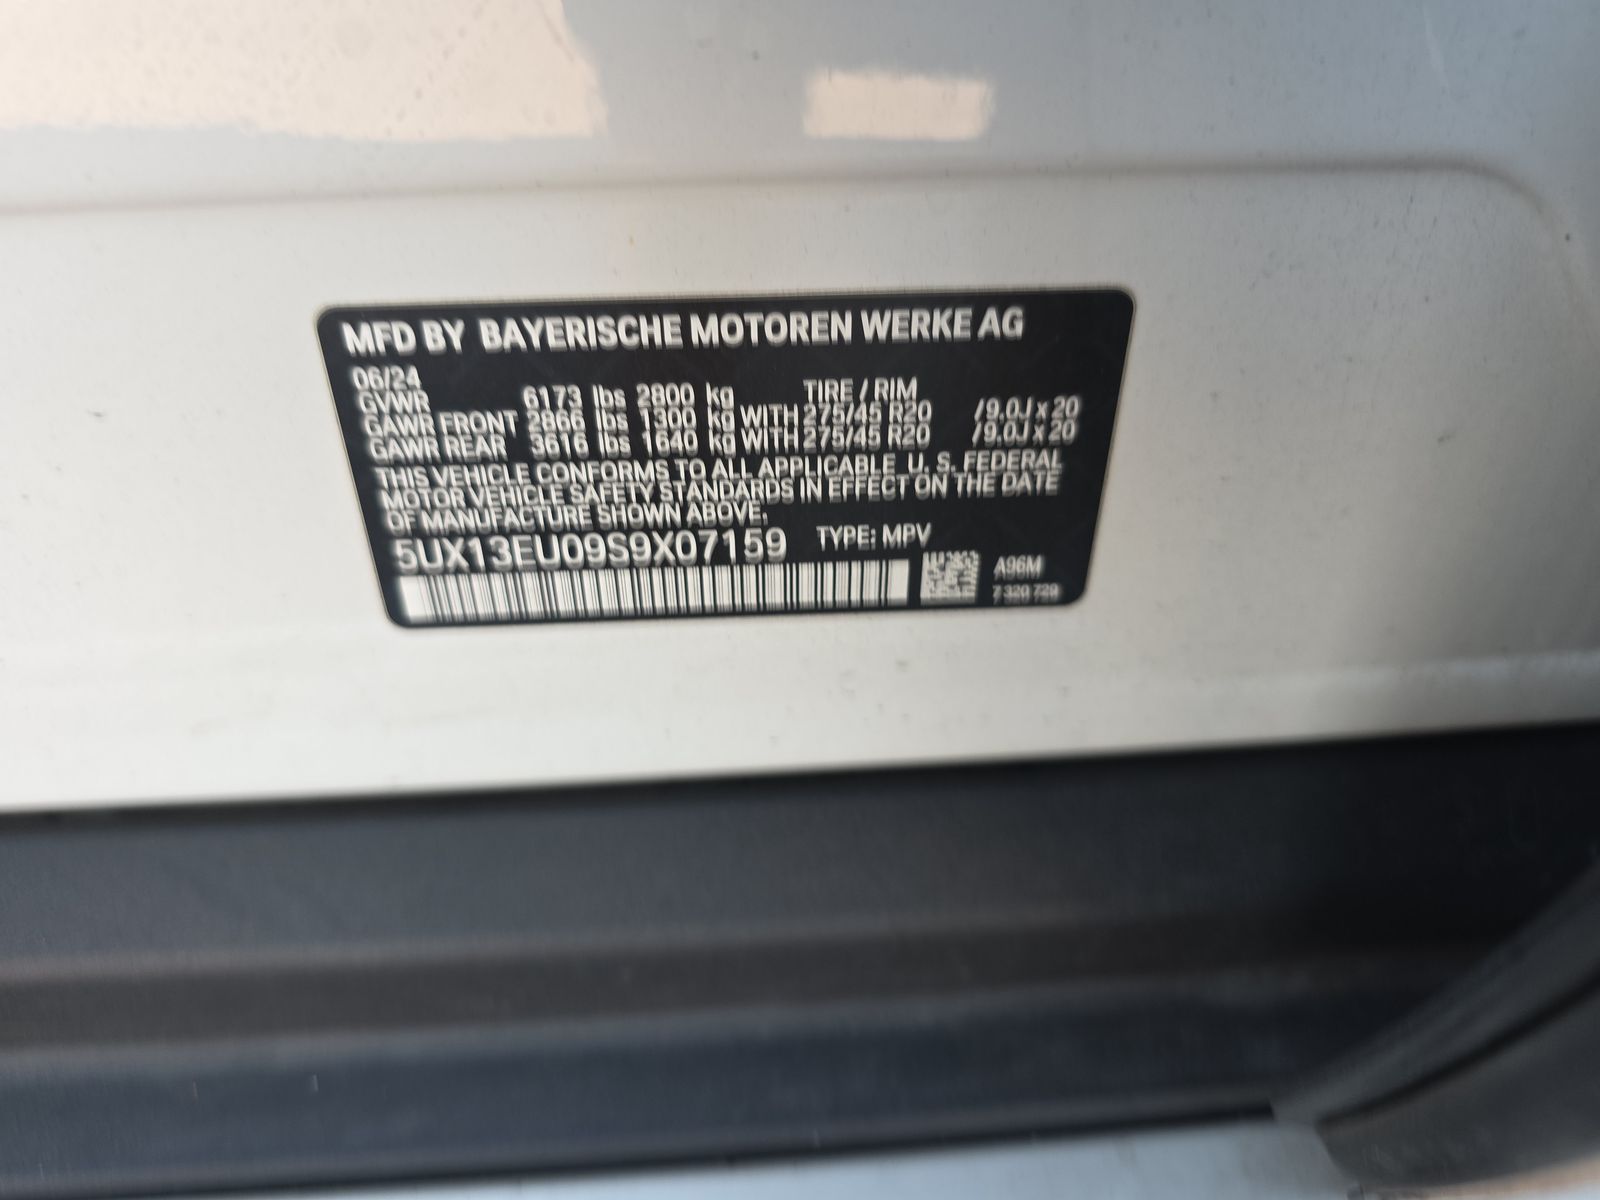 MFD BY BAYERISCHE MOTOREN WERKE AG
06/24
GVWR 6173 lbs 2800 kg TIRE / RIM
GAWR FRONT 2866 lbs 1300 kg WITH 275/45 R20 /9.0J x 20
GAWR REAR 3616 lbs 1640 kg WITH 275/45 R20 /9.0J x 20
THIS VEHICLE CONFORMS TO ALL APPLICABLE U. S. FEDERAL
MOTOR VEHICLE SAFETY STANDARDS IN EFFECT ON THE DATE
OF MANUFACTURE SHOWN ABOVE.
5UX13EU09S9X07159 TYPE: MPV
A96M
7 320 729